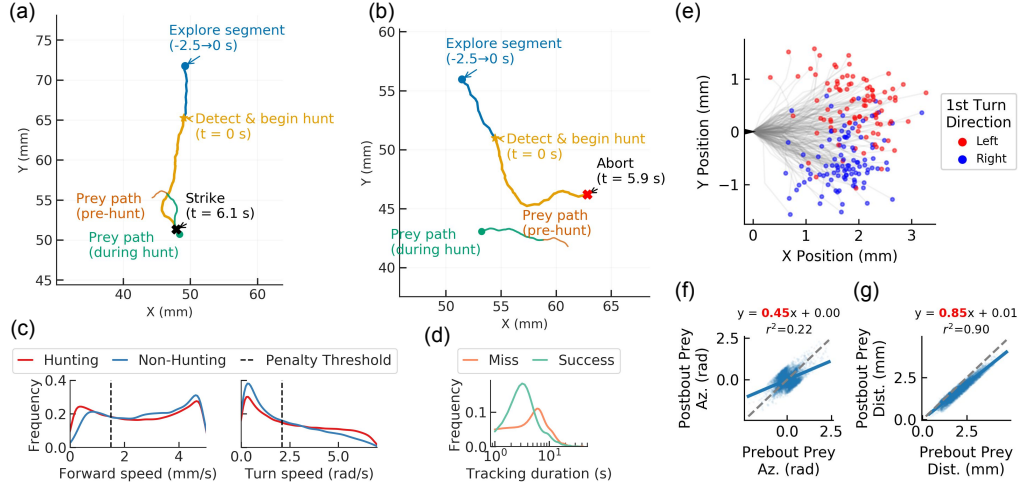 (a)
75
70
65
60
55
50
45
Y (mm)
40
50
60
X (mm)
Explore segment
(-2.5→0 s)
Detect & begin hunt
(t = 0 s)
Prey path
(pre-hunt)
Strike
(t = 6.1 s)
Prey path
(during hunt)
(b)
60
55
50
45
40
Y (mm)
50
55
60
65
X (mm)
Explore segment
(-2.5→0 s)
Detect & begin hunt
(t = 0 s)
Abort
(t = 5.9 s)
Prey path
(pre-hunt)
Prey path
(during hunt)
(e)
1
0
−1
Y Position (mm)
0
1
2
3
X Position (mm)
1st Turn
Direction
Left
Right
(c)
Hunting
Non-Hunting
Penalty Threshold
Frequency
0.4
0.2
0.0
0
2
4
Forward speed (mm/s)
0.0
2.5
5.0
Turn speed (rad/s)
(d)
Miss
Success
Frequency
0.1
0.0
10⁰
10¹
Tracking duration (s)
(f)
y = 0.45x + 0.00
r²=0.22
Postbout Prey
Az. (rad)
2.5
0.0
−2.5
0.0
2.5
Prebout Prey
Az. (rad)
(g)
y = 0.85x + 0.01
r²=0.90
Postbout Prey
Dist. (mm)
5.0
2.5
0.0
0.0
2.5
5.0
Prebout Prey
Dist. (mm)